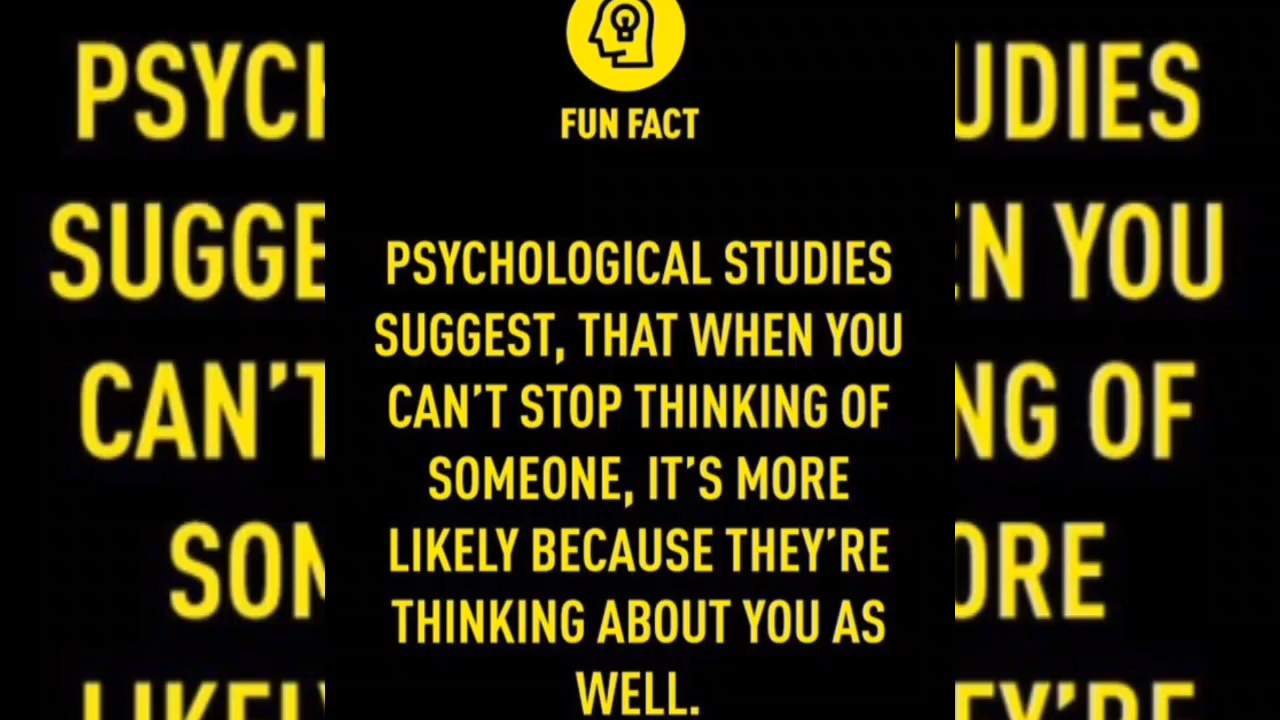 FUN FACT
PSYCHOLOGICAL STUDIES
SUGGEST, THAT WHEN YOU
CAN'T STOP THINKING OF
SOMEONE, IT'S MORE
LIKELY BECAUSE THEY'RE
THINKING ABOUT YOU AS
WELL.